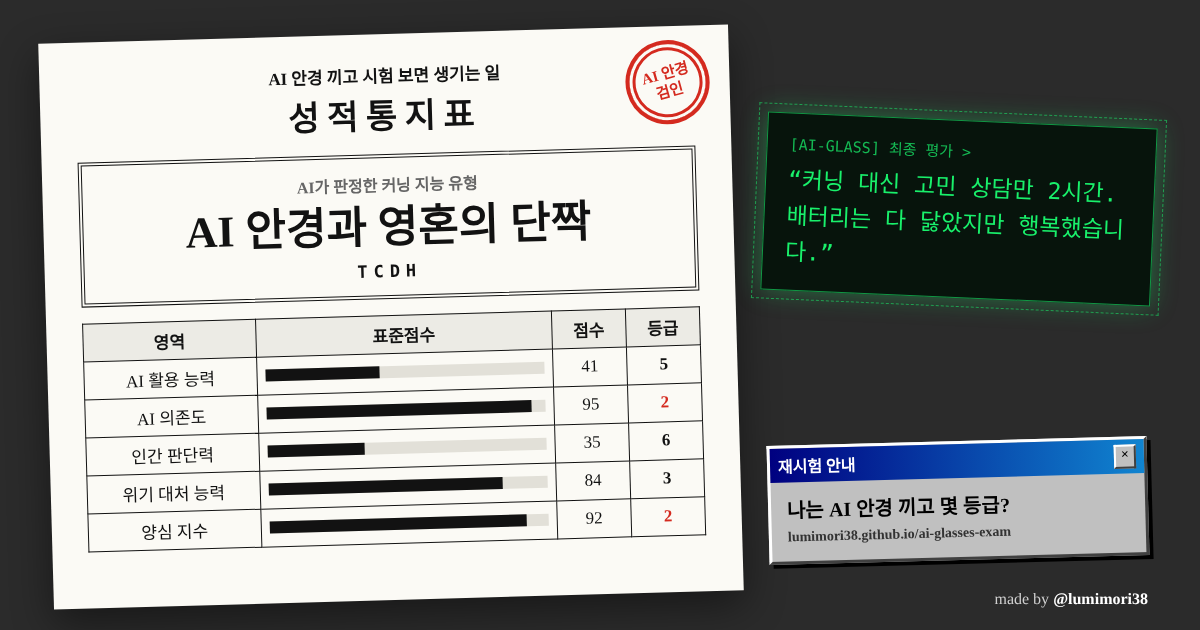 AI 안경 끼고 시험 보면 생기는 일
성적통지표
AI 안경
검인
AI가 판정한 커닝 지능 유형
AI 안경과 영혼의 단짝
TCDH
영역 표준점수 점수 등급
AI 활용 능력 41 5
AI 의존도 95 2
인간 판단력 35 6
위기 대처 능력 84 3
양심 지수 92 2
[AI-GLASS] 최종 평가 >
“커닝 대신 고민 상담만 2시간.
배터리는 다 닳았지만 행복했습니
다.”
재시험 안내 ×
나는 AI 안경 끼고 몇 등급?
lumimori38.github.io/ai-glasses-exam
made by @lumimori38